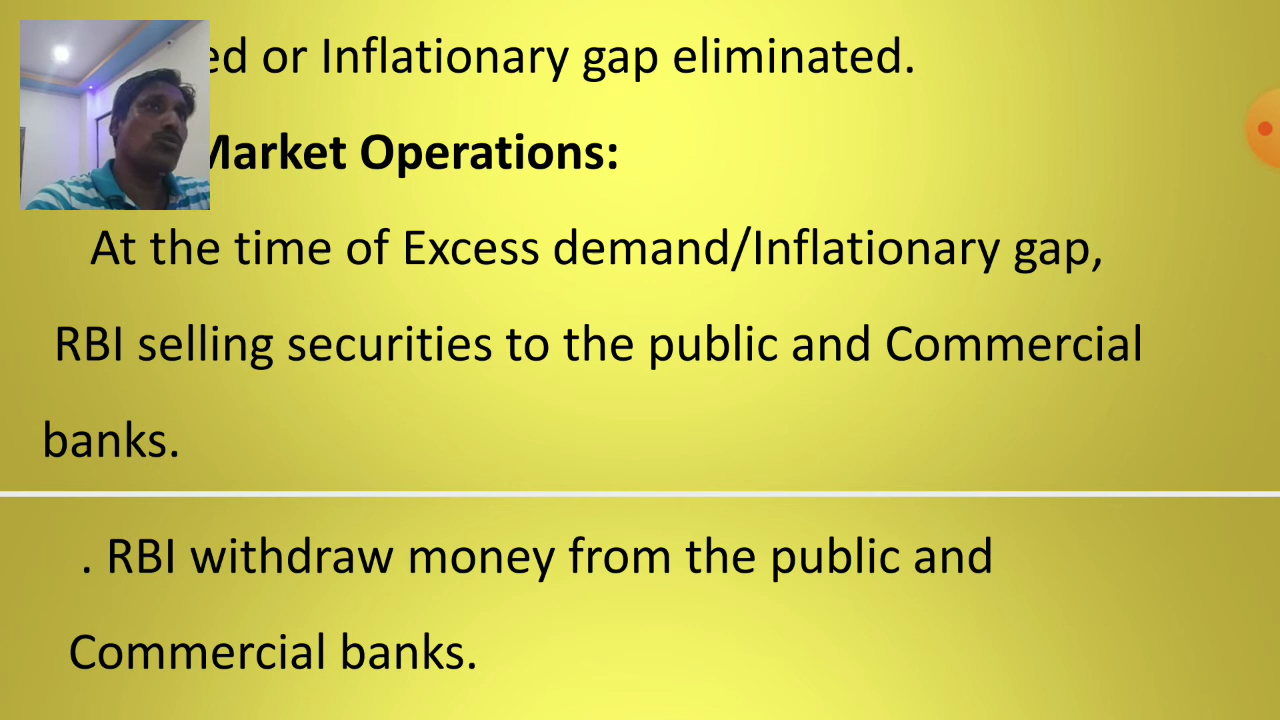 or Inflationary gap eliminated.
Market Operations:
At the time of Excess demand/Inflationary gap,
RBI selling securities to the public and Commercial
banks.
. RBI withdraw money from the public and
Commercial banks.